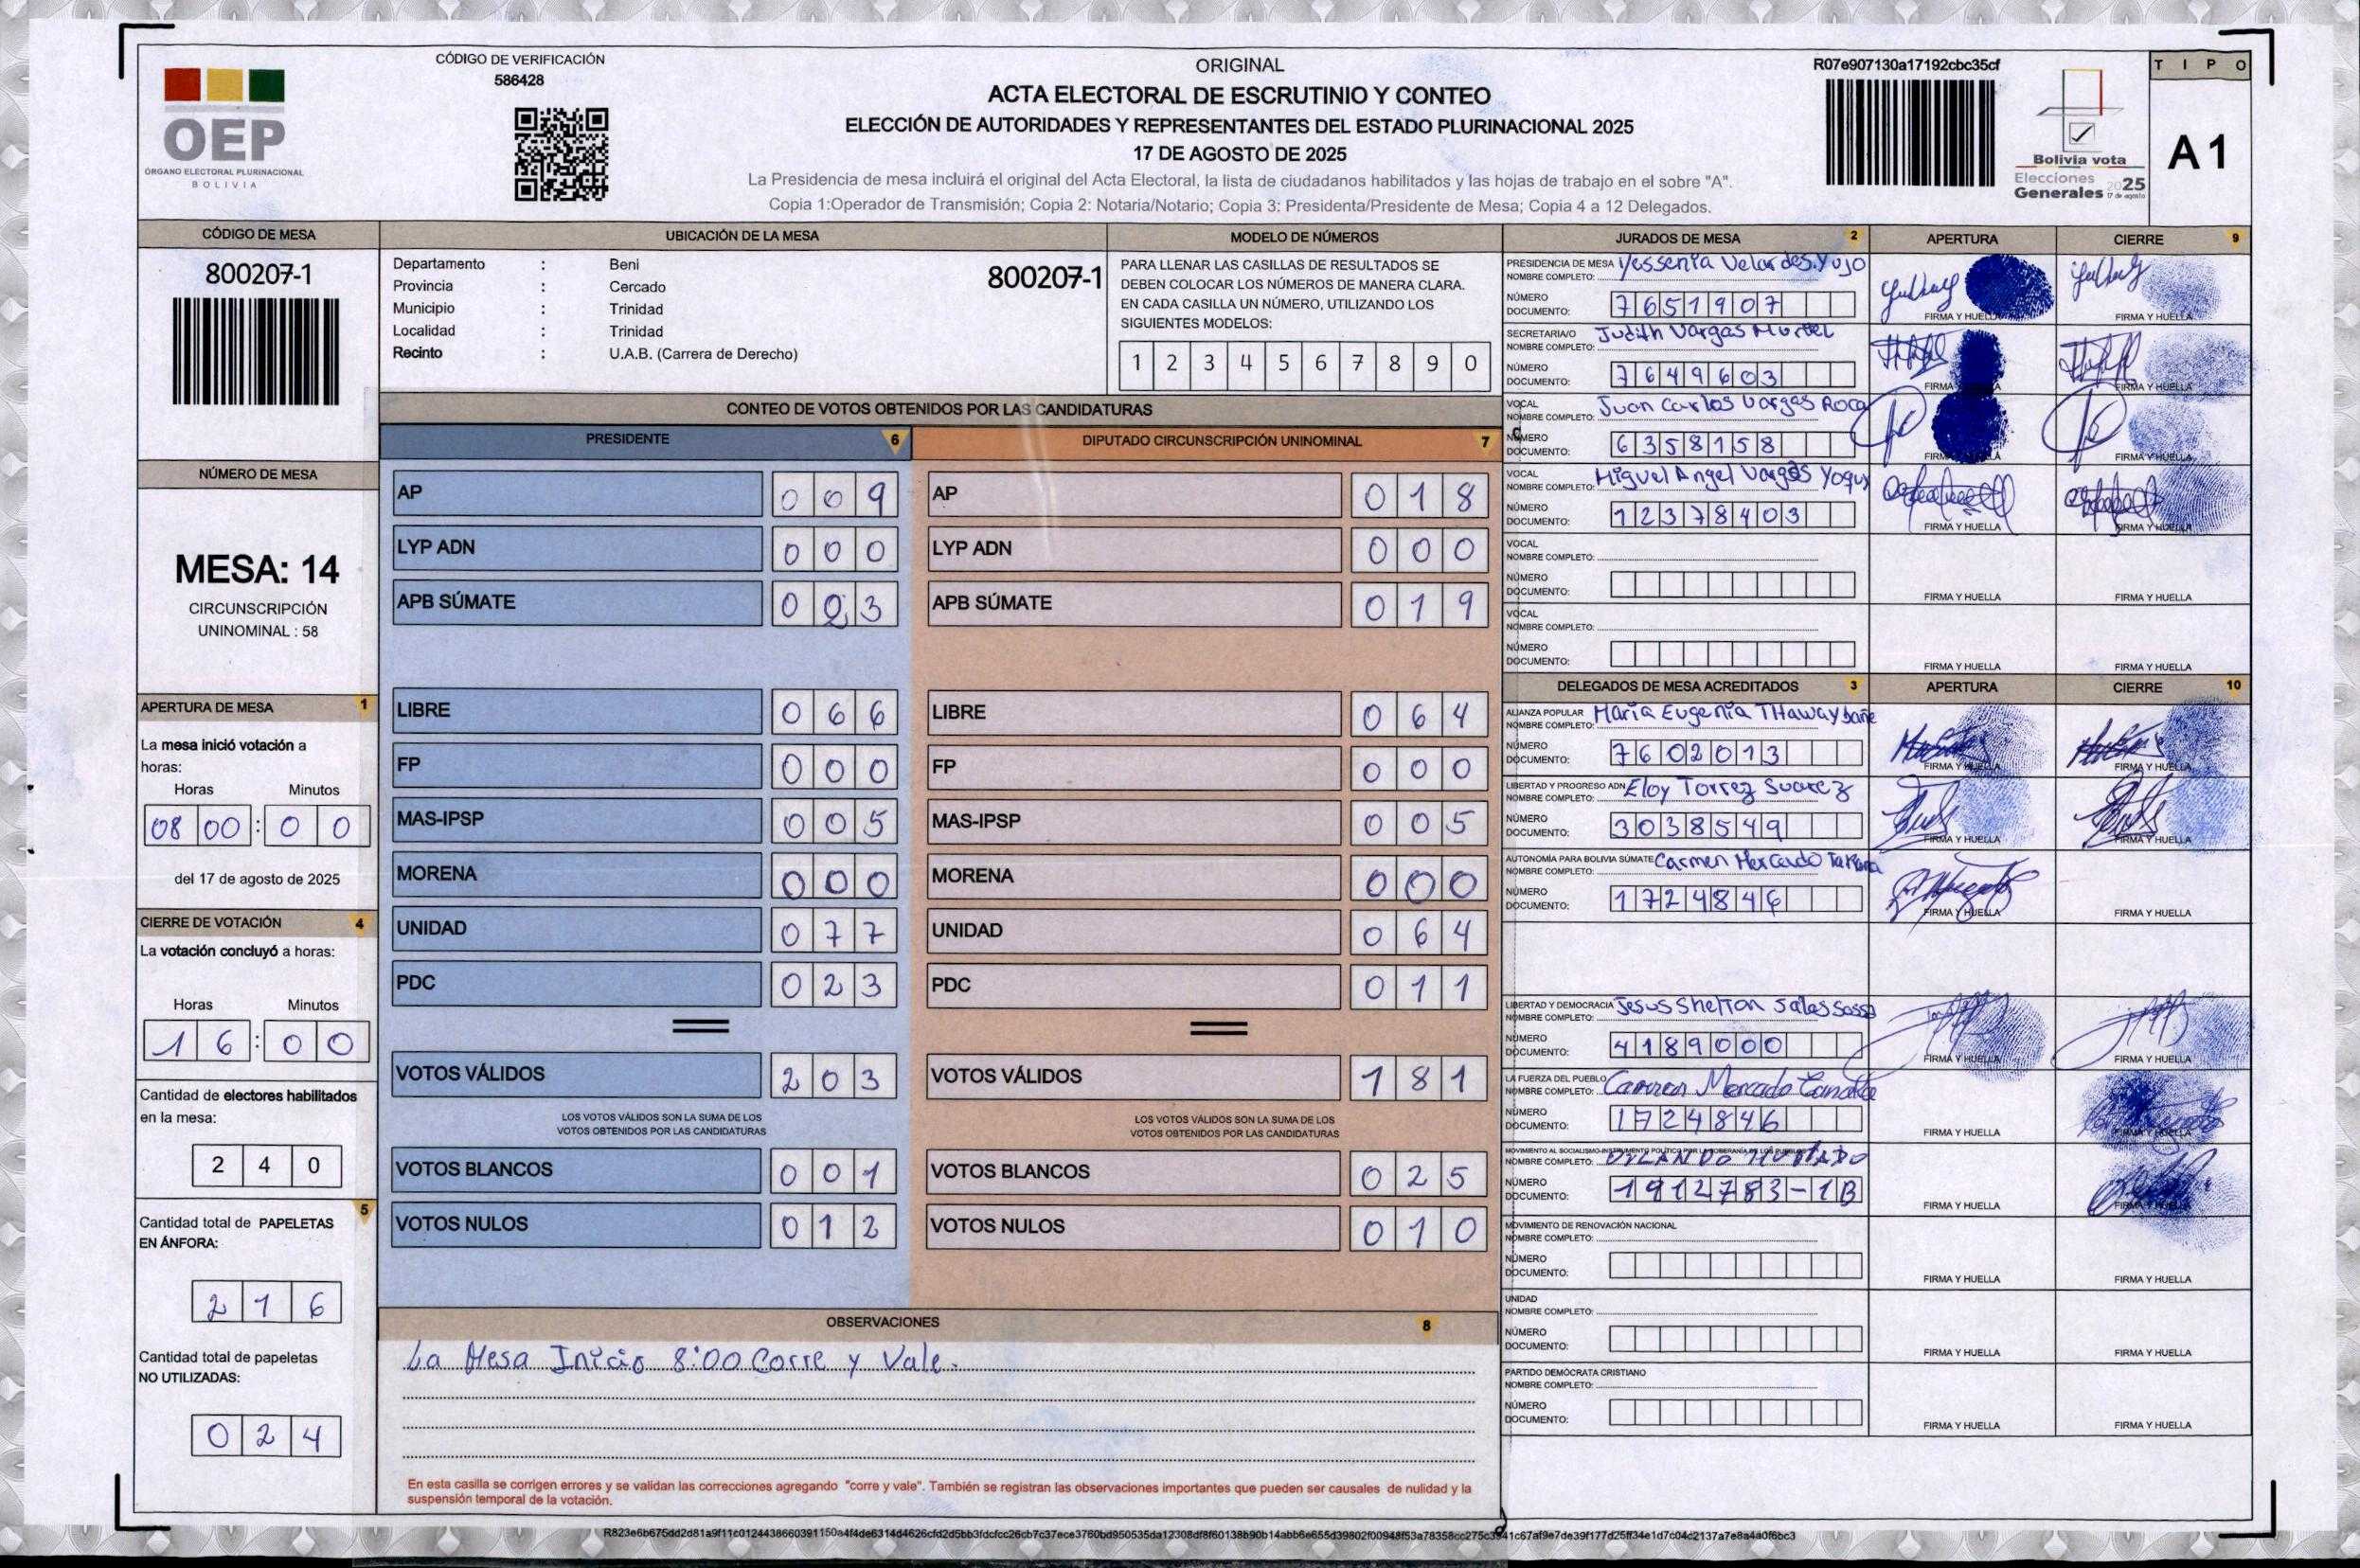 CÓDIGO DE VERIFICACIÓN
586428
OEP
ÓRGANO ELECTORAL PLURINACIONAL
BOLIVIA
ORIGINAL
ACTA ELECTORAL DE ESCRUTINIO Y CONTEO
ELECCIÓN DE AUTORIDADES Y REPRESENTANTES DEL ESTADO PLURINACIONAL 2025
17 DE AGOSTO DE 2025
La Presidencia de mesa incluirá el original del Acta Electoral, la lista de ciudadanos habilitados y las hojas de trabajo en el sobre "A".
Copia 1:Operador de Transmisión; Copia 2: Notaria/Notario; Copia 3: Presidenta/Presidente de Mesa; Copia 4 a 12 Delegados.
R07e907130a17192cbc35cf
Bolivia vota
Elecciones
Generales 2025
17 de agosto
TIPO
A1
CÓDIGO DE MESA
800207-1
NÚMERO DE MESA
MESA: 14
CIRCUNSCRIPCIÓN
UNINOMINAL : 58
APERTURA DE MESA 1
La mesa inició votación a
horas:
Horas Minutos
08 00 : 0 0
del 17 de agosto de 2025
CIERRE DE VOTACIÓN 4
La votación concluyó a horas:
Horas Minutos
1 6 : 0 0
Cantidad de electores habilitados
en la mesa:
2 4 0
5
Cantidad total de PAPELETAS
EN ÁNFORA:
2 1 6
Cantidad total de papeletas
NO UTILIZADAS:
0 2 4
UBICACIÓN DE LA MESA
Departamento : Beni
Provincia : Cercado
Municipio : Trinidad
Localidad : Trinidad
Recinto : U.A.B. (Carrera de Derecho)
800207-1
MODELO DE NÚMEROS
PARA LLENAR LAS CASILLAS DE RESULTADOS SE
DEBEN COLOCAR LOS NÚMEROS DE MANERA CLARA.
EN CADA CASILLA UN NÚMERO, UTILIZANDO LOS
SIGUIENTES MODELOS:
1 2 3 4 5 6 7 8 9 0
CONTEO DE VOTOS OBTENIDOS POR LAS CANDIDATURAS
PRESIDENTE 6
AP 0 0 9
LYP ADN 0 0 0
APB SÚMATE 0 2 3
LIBRE 0 6 6
FP 0 0 0
MAS-IPSP 0 0 5
MORENA 0 0 0
UNIDAD 0 7 7
PDC 0 2 3
VOTOS VÁLIDOS 2 0 3
LOS VOTOS VÁLIDOS SON LA SUMA DE LOS
VOTOS OBTENIDOS POR LAS CANDIDATURAS
VOTOS BLANCOS 0 0 1
VOTOS NULOS 0 1 2
DIPUTADO CIRCUNSCRIPCIÓN UNINOMINAL 7
AP 0 1 8
LYP ADN 0 0 0
APB SÚMATE 0 1 9
LIBRE 0 6 4
FP 0 0 0
MAS-IPSP 0 0 5
MORENA 0 0 0
UNIDAD 0 6 4
PDC 0 1 1
VOTOS VÁLIDOS 1 8 1
LOS VOTOS VÁLIDOS SON LA SUMA DE LOS
VOTOS OBTENIDOS POR LAS CANDIDATURAS
VOTOS BLANCOS 0 2 5
VOTOS NULOS 0 1 0
OBSERVACIONES 8
La Mesa Inicio 8:00 Corre y Vale.
En esta casilla se corrigen errores y se validan las correcciones agregando "corre y vale". También se registran las observaciones importantes que pueden ser causales de nulidad y la
suspensión temporal de la votación.
JURADOS DE MESA 2 APERTURA CIERRE 9
PRESIDENCIA DE MESA
NOMBRE COMPLETO: Yessenia Velardes Yujo
NÚMERO
DOCUMENTO: 7651907
FIRMA Y HUELLA FIRMA Y HUELLA
SECRETARIA/O
NOMBRE COMPLETO: Judith Vargas
NÚMERO
DOCUMENTO: 7649603
FIRMA FIRMA Y HUELLA
VOCAL
NOMBRE COMPLETO: Juan Carlos Vargas Roca
NÚMERO
DOCUMENTO: 6358158
FIRMA FIRMA Y HUELLA
VOCAL
NOMBRE COMPLETO: Miguel Angel Vargas
NÚMERO
DOCUMENTO: 12378403
FIRMA Y HUELLA FIRMA Y HUELLA
VOCAL
NOMBRE COMPLETO:
NÚMERO
DOCUMENTO:
FIRMA Y HUELLA FIRMA Y HUELLA
VOCAL
NOMBRE COMPLETO:
NÚMERO
DOCUMENTO:
FIRMA Y HUELLA FIRMA Y HUELLA
DELEGADOS DE MESA ACREDITADOS 3 APERTURA CIERRE 10
ALIANZA POPULAR
NOMBRE COMPLETO: Maria Eugenia
NÚMERO
DOCUMENTO: 7602013
FIRMA Y HUELLA FIRMA Y HUELLA
LIBERTAD Y PROGRESO ADN
NOMBRE COMPLETO: Eloy Torrez Suarez
NÚMERO
DOCUMENTO: 3038549
FIRMA Y HUELLA FIRMA Y HUELLA
AUTONOMÍA PARA BOLIVIA SÚMATE
NOMBRE COMPLETO: Carmen Mercado
NÚMERO
DOCUMENTO: 1724846
FIRMA Y HUELLA FIRMA Y HUELLA
LIBERTAD Y DEMOCRACIA
NOMBRE COMPLETO: Jesus Shelton Salas
NÚMERO
DOCUMENTO: 4189000
FIRMA Y HUELLA FIRMA Y HUELLA
LA FUERZA DEL PUEBLO
NOMBRE COMPLETO: Carmen Mercado
NÚMERO
DOCUMENTO: 1724846
FIRMA Y HUELLA
MOVIMIENTO AL SOCIALISMO-INSTRUMENTO POLÍTICO POR LA SOBERANÍA DE LOS PUEBLOS
NOMBRE COMPLETO: ORLANDO HURTADO
NÚMERO
DOCUMENTO: 1912783-1B
FIRMA Y HUELLA FIRMA Y HUELLA
MOVIMIENTO DE RENOVACIÓN NACIONAL
NOMBRE COMPLETO:
NÚMERO
DOCUMENTO:
FIRMA Y HUELLA FIRMA Y HUELLA
UNIDAD
NOMBRE COMPLETO:
NÚMERO
DOCUMENTO:
FIRMA Y HUELLA FIRMA Y HUELLA
PARTIDO DEMÓCRATA CRISTIANO
NOMBRE COMPLETO:
NÚMERO
DOCUMENTO:
FIRMA Y HUELLA FIRMA Y HUELLA